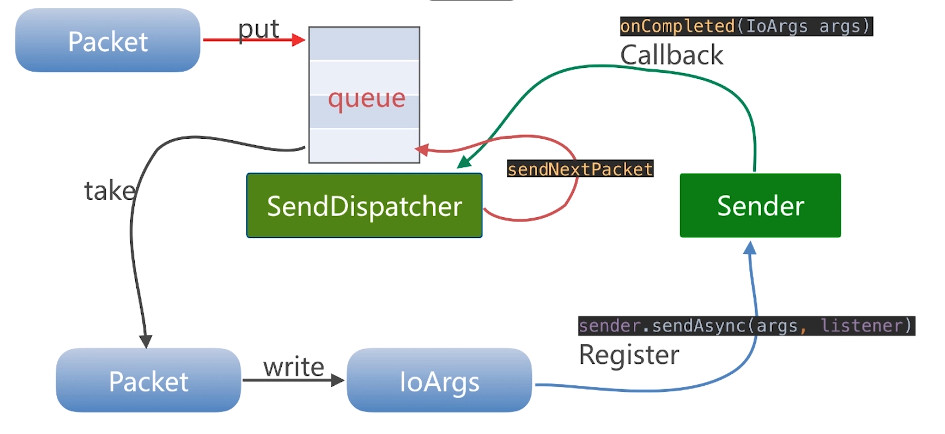 Packet
put
queue
onCompleted(IoArgs args)
Callback
take
sendNextPacket
SendDispatcher
Sender
sender.sendAsync(args, listener)
Register
Packet
write
IoArgs